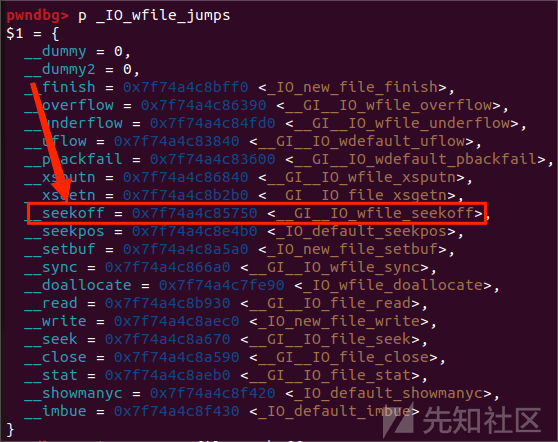 pwndbg> p _IO_wfile_jumps
$1 = {
__dummy = 0,
__dummy2 = 0,
__finish = 0x7f74a4c8bff0 <_IO_new_file_finish>,
__overflow = 0x7f74a4c86390 <__GI__IO_wfile_overflow>,
__underflow = 0x7f74a4c84fd0 <__GI__IO_wfile_underflow>,
__uflow = 0x7f74a4c83840 <__GI__IO_wdefault_uflow>,
__pbackfail = 0x7f74a4c83600 <__GI__IO_wdefault_pbackfail>,
__xsputn = 0x7f74a4c86840 <__GI__IO_wfile_xsputn>,
__xsgetn = 0x7f74a4c8b2b0 <__GI__IO_file_xsgetn>,
__seekoff = 0x7f74a4c85750 <__GI__IO_wfile_seekoff>,
__seekpos = 0x7f74a4c8e4b0 <_IO_default_seekpos>,
__setbuf = 0x7f74a4c8a5a0 <_IO_new_file_setbuf>,
__sync = 0x7f74a4c866a0 <__GI__IO_wfile_sync>,
__doallocate = 0x7f74a4c7fe90 <_IO_wfile_doallocate>,
__read = 0x7f74a4c8b930 <__GI__IO_file_read>,
__write = 0x7f74a4c8aec0 <_IO_new_file_write>,
__seek = 0x7f74a4c8a670 <__GI__IO_file_seek>,
__close = 0x7f74a4c8a590 <__GI__IO_file_close>,
__stat = 0x7f74a4c8aeb0 <__GI__IO_file_stat>,
__showmanyc = 0x7f74a4c8f420 <_IO_default_showmanyc>,
__imbue = 0x7f74a4c8f430 <_IO_default_imbue>
}
先知社区